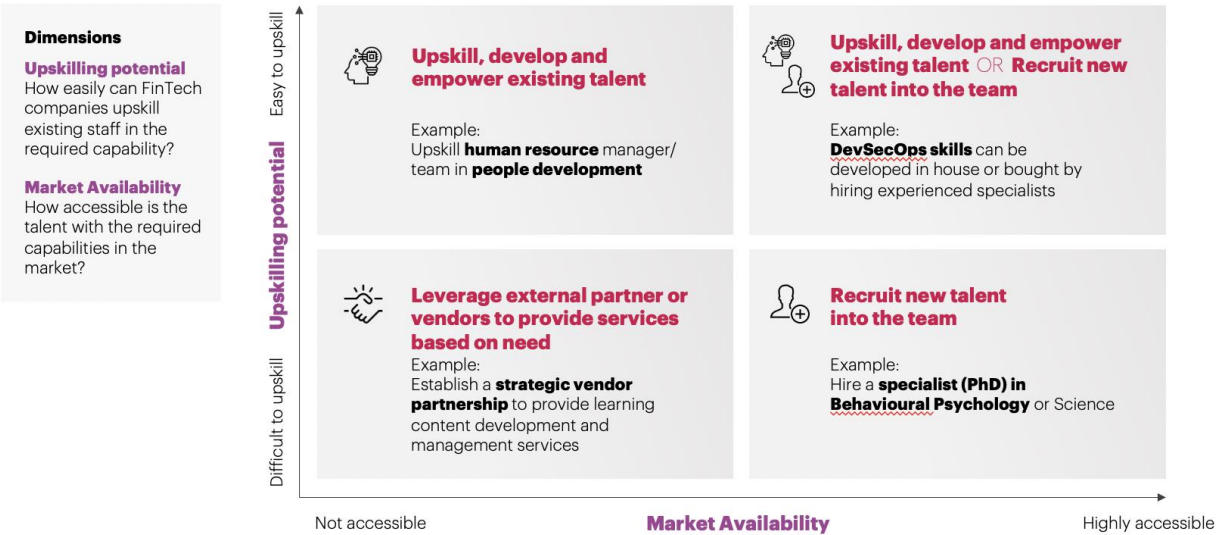 Dimensions
Upskilling potential
How easily can FinTech
companies upskill
existing staff in the
required capability?
Market Availability
How accessible is the
talent with the required
capabilities in the
market?
Easy to upskill
Upskilling potential
Difficult to upskill
Upskill, develop and
empower existing talent
Example:
Upskill human resource manager/
team in people development
Upskill, develop and empower
existing talent OR Recruit new
talent into the team
Example:
DevSecOps skills can be
developed in house or bought by
hiring experienced specialists
Leverage external partner or
vendors to provide services
based on need
Example:
Establish a strategic vendor
partnership to provide learning
content development and
management services
Recruit new talent
into the team
Example:
Hire a specialist (PhD) in
Behavioural Psychology or Science
Not accessible
Market Availability
Highly accessible